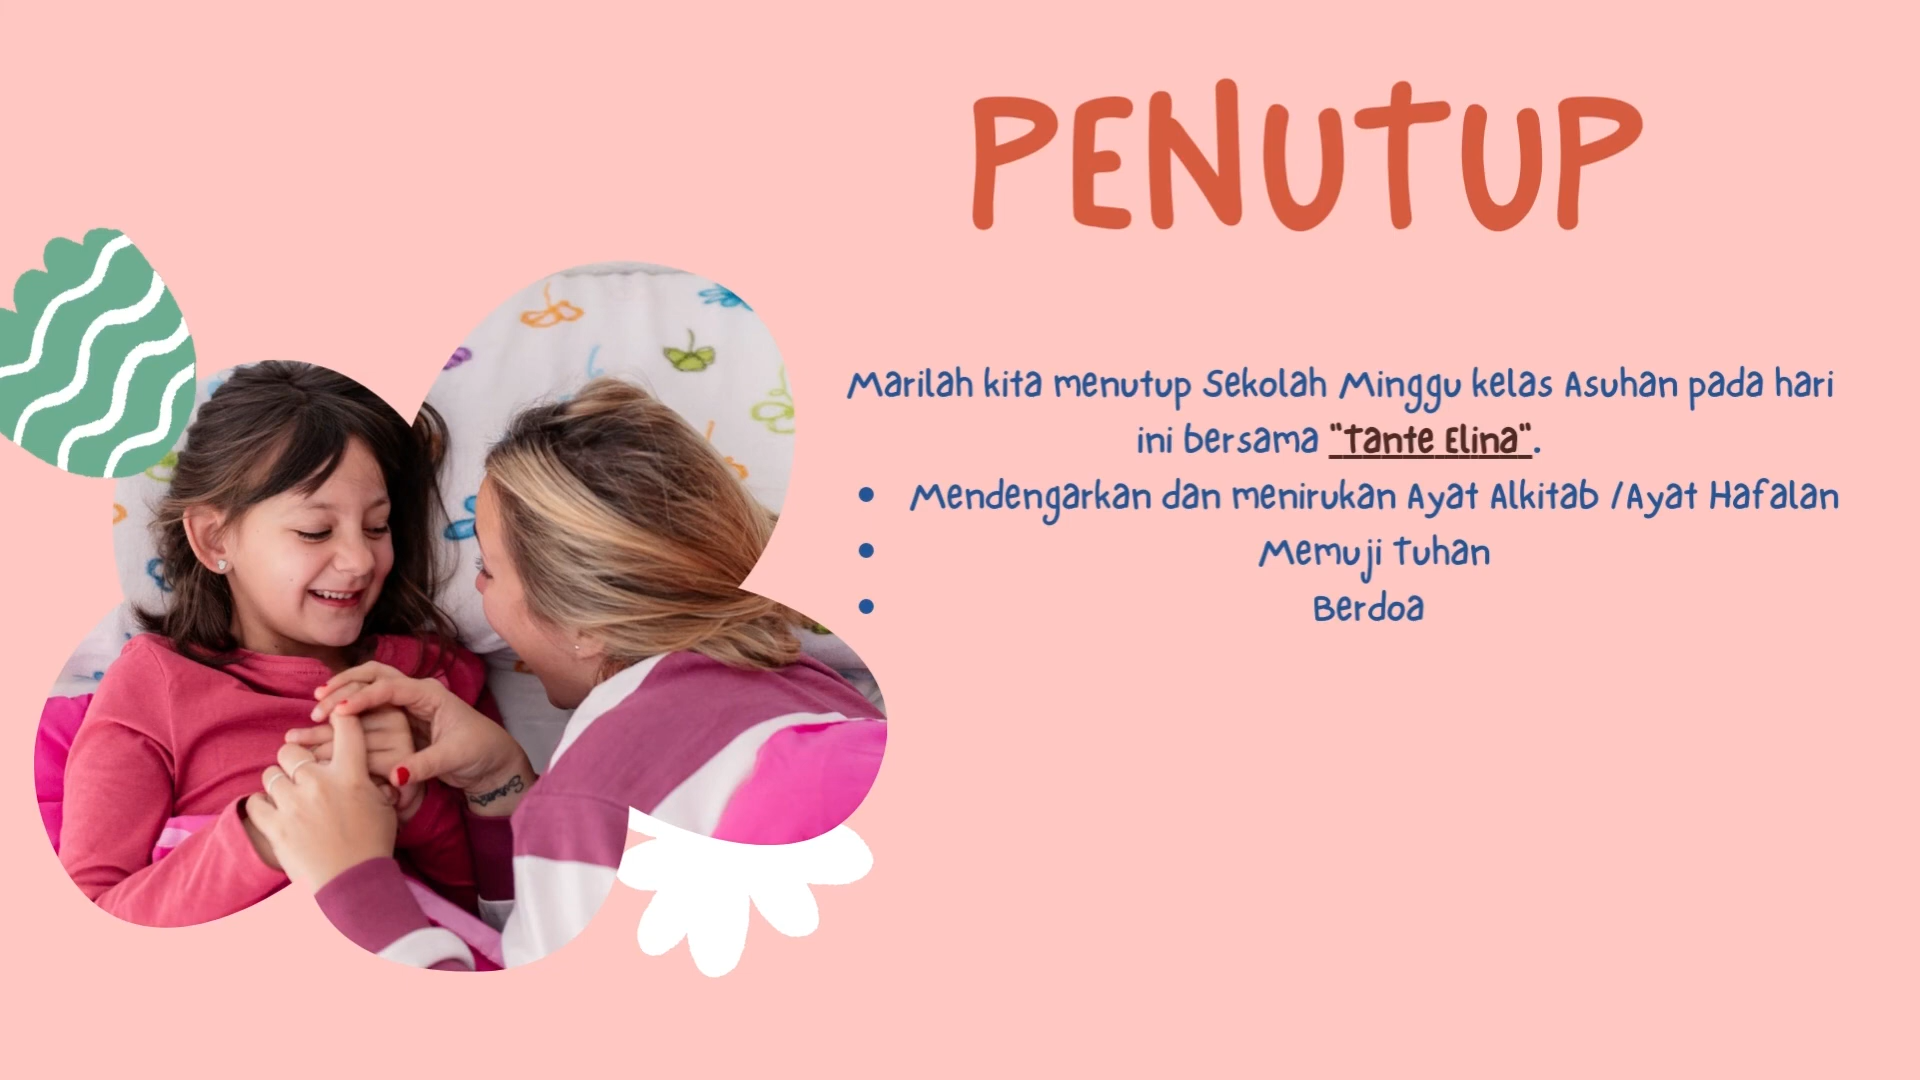 PENUTUP
Marilah kita menutup Sekolah Minggu kelas Asuhan pada hari
ini bersama "Tante Elina".
• Mendengarkan dan menirukan Ayat Alkitab /Ayat Hafalan
• Memuji Tuhan
• Berdoa